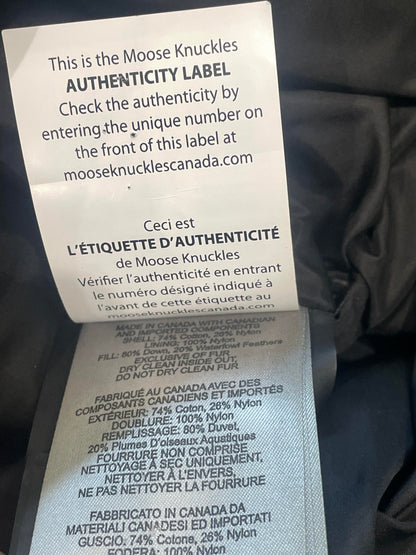 This is the Moose Knuckles
AUTHENTICITY LABEL
Check the authenticity by
entering the unique number on
the front of this label at
mooseknucklescanada.com
Ceci est
L'ÉTIQUETTE D'AUTHENTICITÉ
de Moose Knuckles
Vérifier l'authenticité en entrant
le numéro désigné indiqué à
l'avant de cette étiquette au
mooseknucklescanada.com
MADE IN CANADA WITH CANADIAN
AND IMPORTED COMPONENTS
SHELL: 74% Cotton, 26% Nylon
LINING: 100% Nylon
FILL: 80% Down, 20% Waterfowl Feathers
EXCLUSIVE OF FUR
DRY CLEAN INSIDE OUT,
DO NOT DRY CLEAN FUR
FABRIQUÉ AU CANADA AVEC DES
COMPOSANTS CANADIENS ET IMPORTÉS
EXTÉRIEUR: 74% Coton, 26% Nylon
DOUBLURE: 100% Nylon
REMPLISSAGE: 80% Duvet,
20% Plumes D'oiseaux Aquatiques
FOURRURE NON COMPRISE
NETTOYAGE À SEC UNIQUEMENT,
NETTOYER À L'ENVERS,
NE PAS NETTOYER LA FOURRURE
FABBRICATO IN CANADA DA
MATERIALI CANADESI ED IMPORTATI
GUSCIO: 74% Cotone, 26% Nylon
FODERA: 100% Nylon